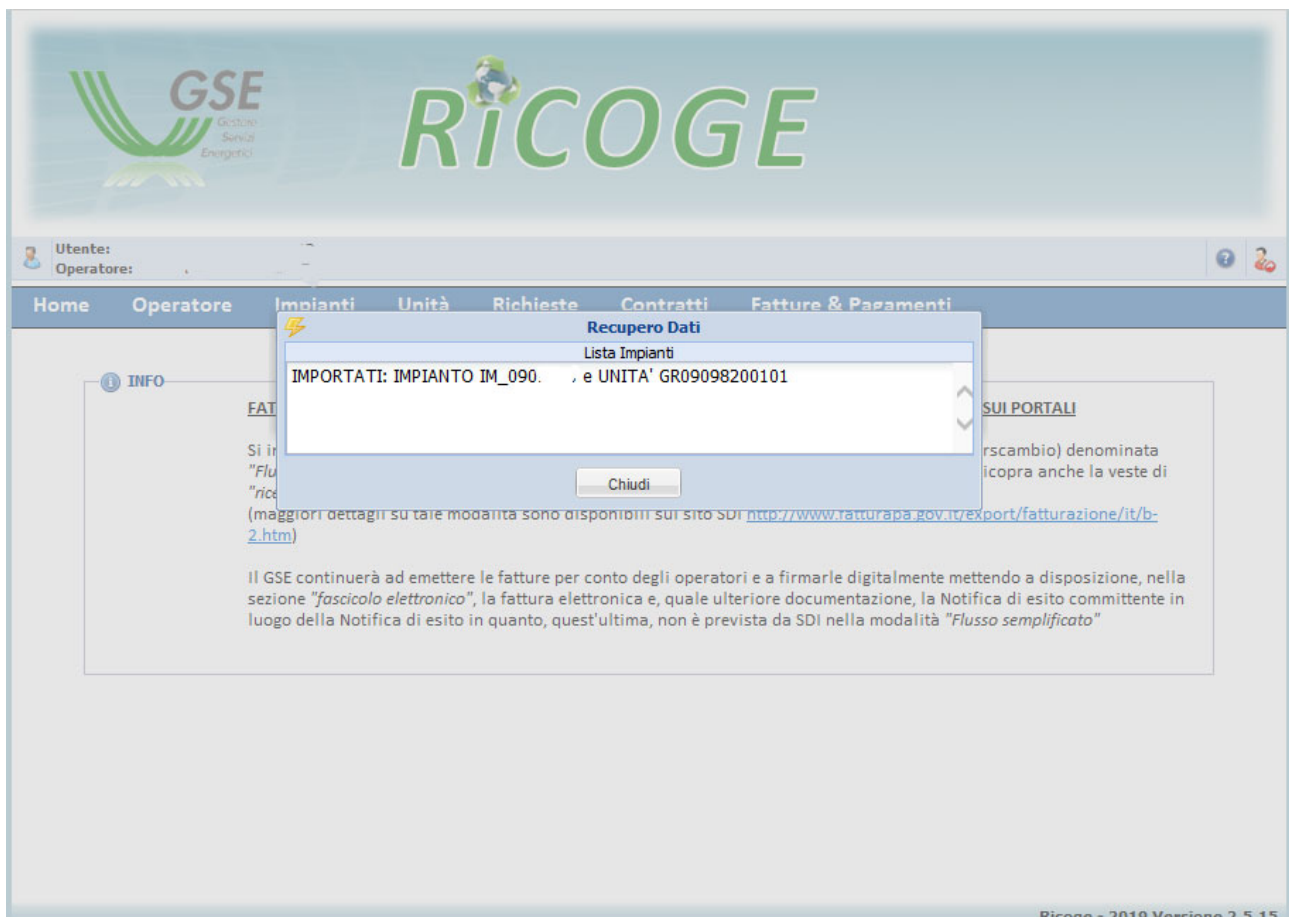 GSE
Gestore
Servizi
Energetici
RiCOGE
Utente:
Operatore:
Home Operatore Impianti Unità Richieste Contratti Fatture & Pagamenti
Recupero Dati
Lista Impianti
IMPORTATI: IMPIANTO IM_090. , e UNITA' GR09098200101
Chiudi
INFO
FAT SUI PORTALI
Si in rscambio) denominata
"Flu icopra anche la veste di
"rice
(maggiori dettagli su tale modalità sono disponibili sul sito SDI http://www.fatturapa.gov.it/export/fatturazione/it/b-
2.htm)
Il GSE continuerà ad emettere le fatture per conto degli operatori e a firmarle digitalmente mettendo a disposizione, nella
sezione "fascicolo elettronico", la fattura elettronica e, quale ulteriore documentazione, la Notifica di esito committente in
luogo della Notifica di esito in quanto, quest'ultima, non è prevista da SDI nella modalità "Flusso semplificato"
Ricoge - 2019 Versione 2.5.15